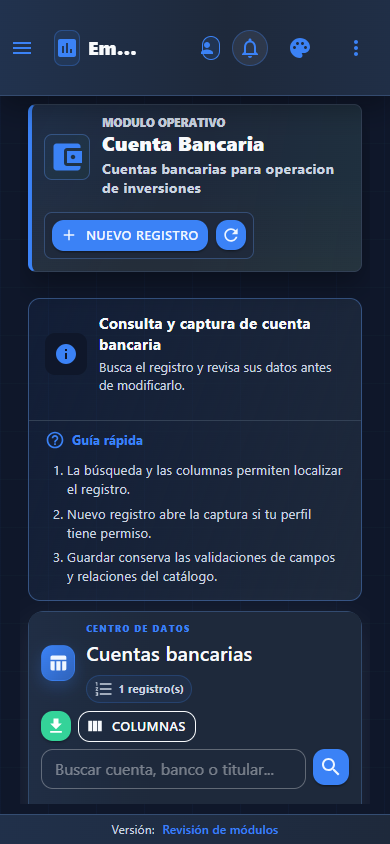 Em...
MODULO OPERATIVO
Cuenta Bancaria
Cuentas bancarias para operacion
de inversiones
NUEVO REGISTRO
Consulta y captura de cuenta
bancaria
Busca el registro y revisa sus datos antes
de modificarlo.
Guía rápida
1. La búsqueda y las columnas permiten localizar
el registro.
2. Nuevo registro abre la captura si tu perfil
tiene permiso.
3. Guardar conserva las validaciones de campos
y relaciones del catálogo.
CENTRO DE DATOS
Cuentas bancarias
1 registro(s)
COLUMNAS
Buscar cuenta, banco o titular...
Versión: Revisión de módulos